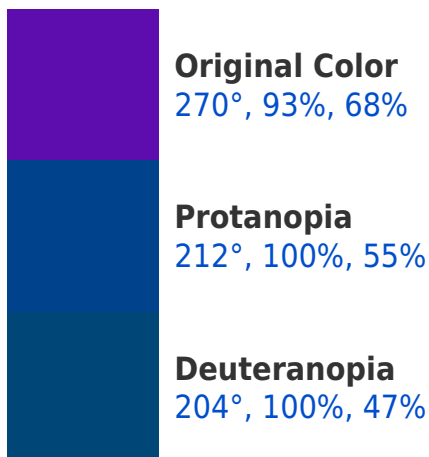 Original Color
270°, 93%, 68%
Protanopia
212°, 100%, 55%
Deuteranopia
204°, 100%, 47%